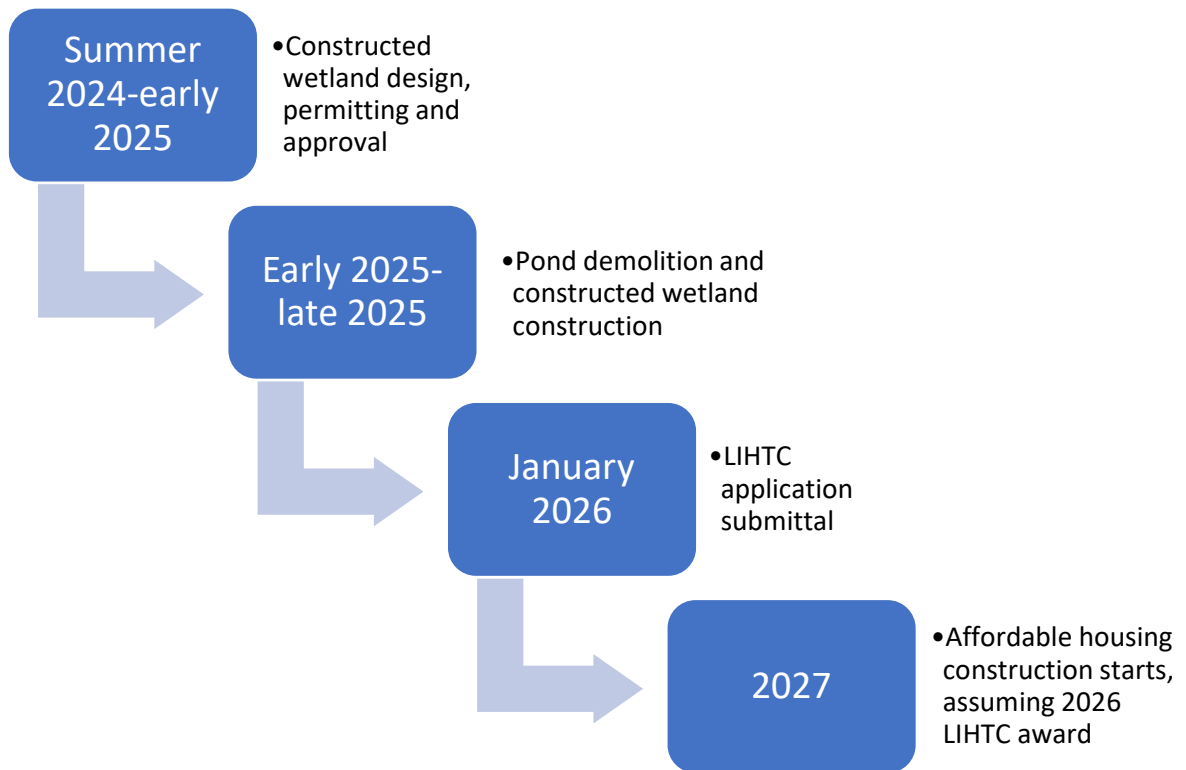 Summer
2024-early
2025
•Constructed
wetland design,
permitting and
approval
Early 2025-
late 2025
•Pond demolition and
constructed wetland
construction
January
2026
•LIHTC
application
submittal
2027
•Affordable housing
construction starts,
assuming 2026
LIHTC award